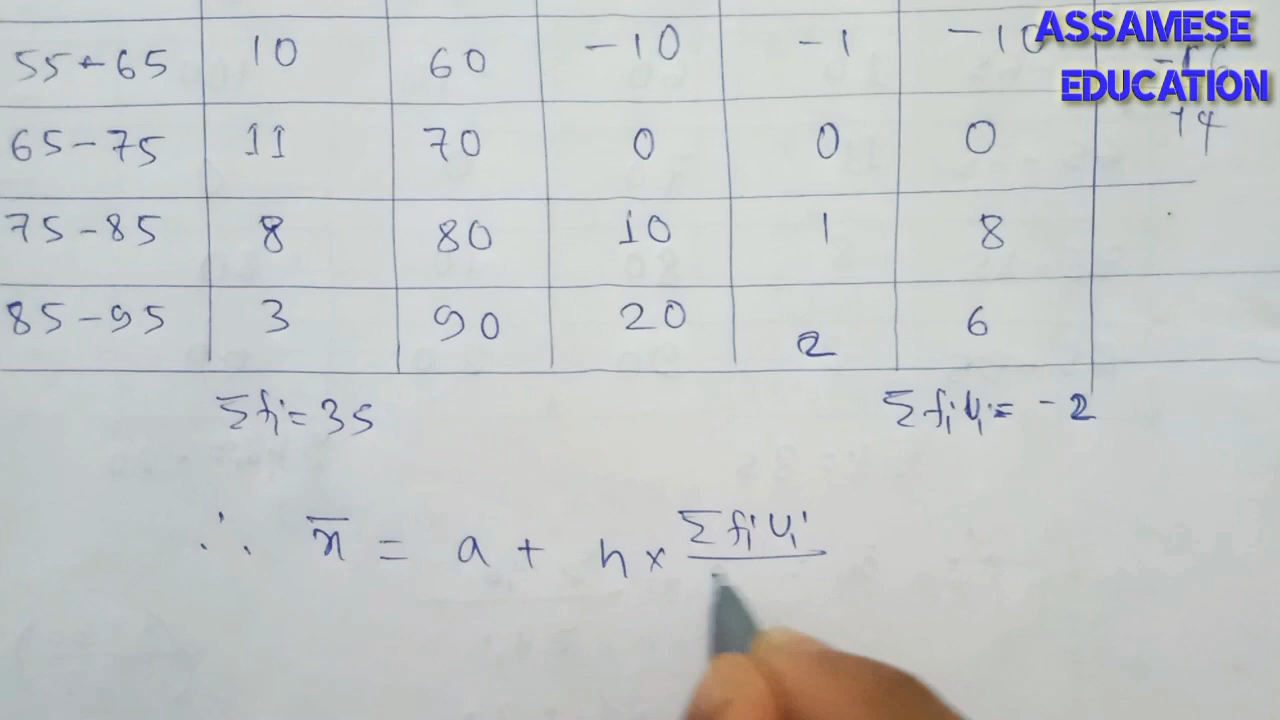 ASSAMESE
EDUCATION
55-65 10 60 -10 -1 -10
65-75 11 70 0 0 0
75-85 8 80 10 1 8
85-95 3 90 20 2 6
14
Σfi = 35 Σfiui = -2
∴ x̄ = a + h × Σfiui